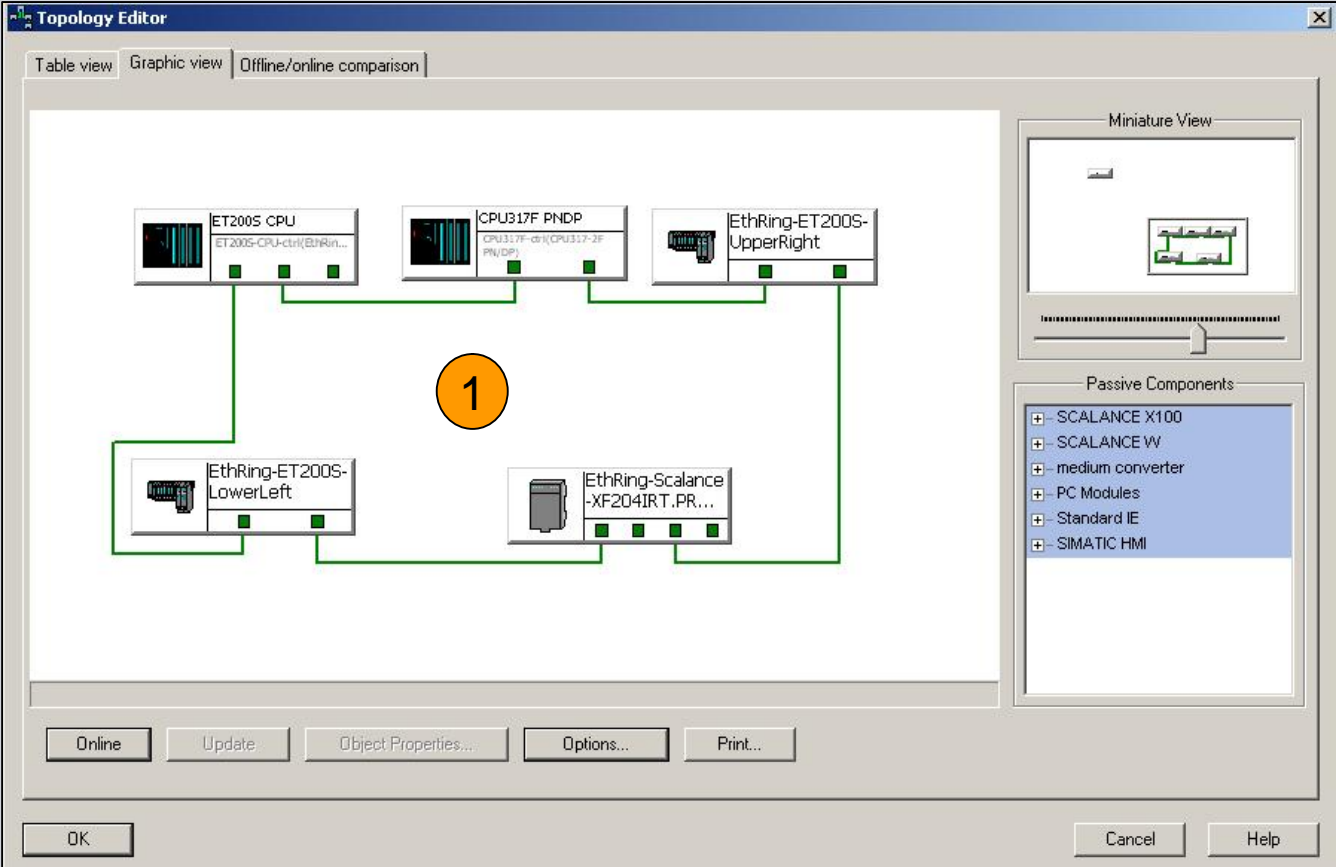 Topology Editor
Table view
Graphic view
Offline/online comparison
ET200S CPU
ET200S-CPU-ctrl(EthRin...
CPU317F PNDP
CPU317F-ctrl(CPU317-2F
PN/DP)
EthRing-ET200S-
UpperRight
1
EthRing-ET200S-
LowerLeft
EthRing-Scalance
-XF204IRT.PR...
Miniature View
Passive Components
SCALANCE X100
SCALANCE W
medium converter
PC Modules
Standard IE
SIMATIC HMI
Online
Update
Object Properties...
Options...
Print...
OK
Cancel
Help